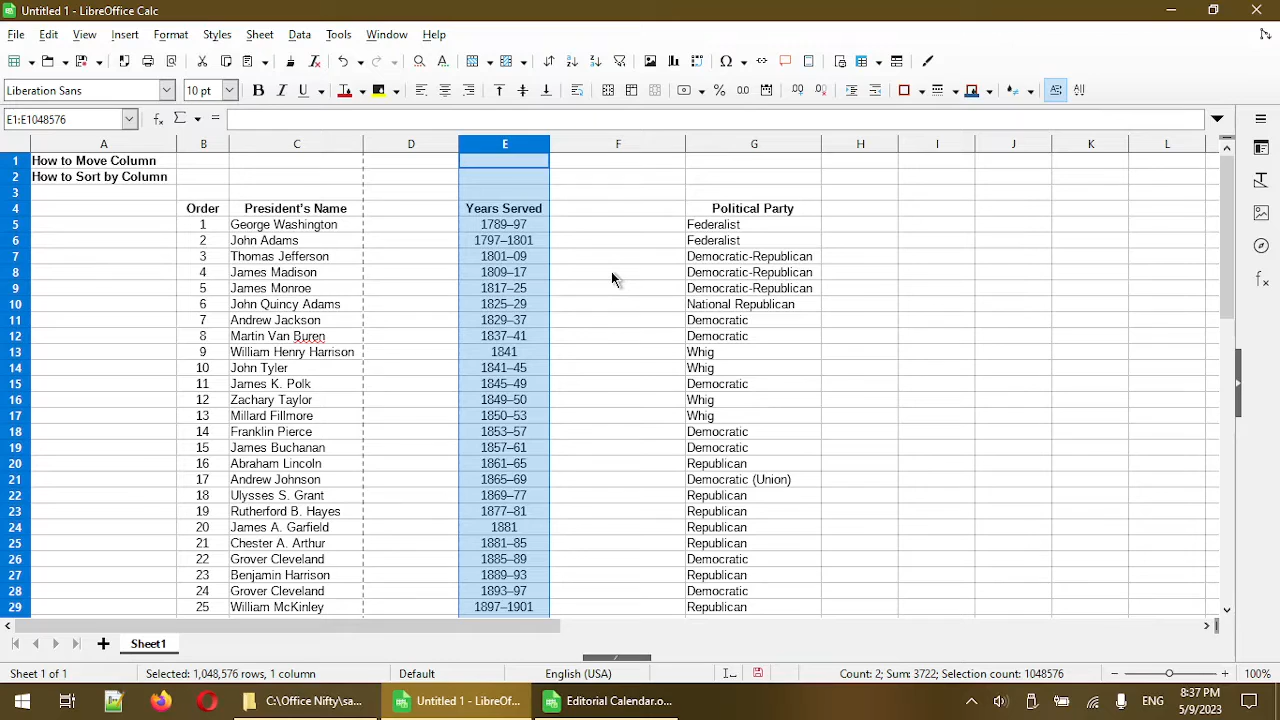 Untitled 1 - LibreOffice Calc
File Edit View Insert Format Styles Sheet Data Tools Window Help
Liberation Sans 10 pt
E1:E1048576
A B C D E F G H I J K L
1 How to Move Column
2 How to Sort by Column
3
4 Order President's Name Years Served Political Party
5 1 George Washington 1789–97 Federalist
6 2 John Adams 1797–1801 Federalist
7 3 Thomas Jefferson 1801–09 Democratic-Republican
8 4 James Madison 1809–17 Democratic-Republican
9 5 James Monroe 1817–25 Democratic-Republican
10 6 John Quincy Adams 1825–29 National Republican
11 7 Andrew Jackson 1829–37 Democratic
12 8 Martin Van Buren 1837–41 Democratic
13 9 William Henry Harrison 1841 Whig
14 10 John Tyler 1841–45 Whig
15 11 James K. Polk 1845–49 Democratic
16 12 Zachary Taylor 1849–50 Whig
17 13 Millard Fillmore 1850–53 Whig
18 14 Franklin Pierce 1853–57 Democratic
19 15 James Buchanan 1857–61 Democratic
20 16 Abraham Lincoln 1861–65 Republican
21 17 Andrew Johnson 1865–69 Democratic (Union)
22 18 Ulysses S. Grant 1869–77 Republican
23 19 Rutherford B. Hayes 1877–81 Republican
24 20 James A. Garfield 1881 Republican
25 21 Chester A. Arthur 1881–85 Republican
26 22 Grover Cleveland 1885–89 Democratic
27 23 Benjamin Harrison 1889–93 Republican
28 24 Grover Cleveland 1893–97 Democratic
29 25 William McKinley 1897–1901 Republican
Sheet1
Sheet 1 of 1 Selected: 1,048,576 rows, 1 column Default English (USA) Count: 2; Sum: 3722; Selection count: 1048576 100%
C:\Office Nifty\sa... Untitled 1 - LibreOf... Editorial Calendar.o... ENG 8:37 PM
5/9/2023